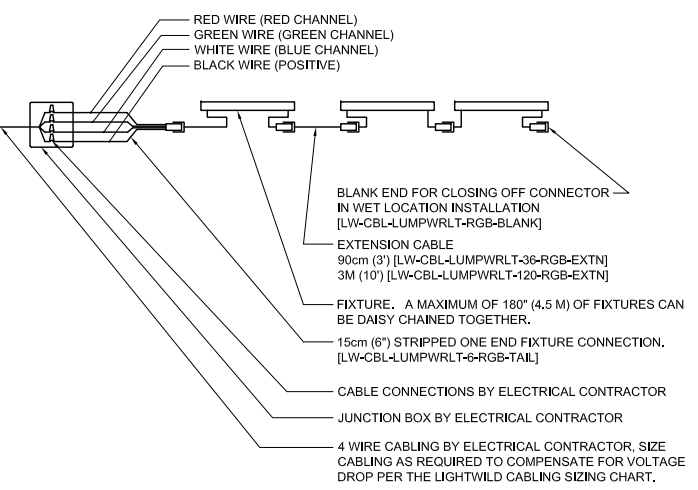 RED WIRE (RED CHANNEL)
GREEN WIRE (GREEN CHANNEL)
WHITE WIRE (BLUE CHANNEL)
BLACK WIRE (POSITIVE)
BLANK END FOR CLOSING OFF CONNECTOR
IN WET LOCATION INSTALLATION
[LW-CBL-LUMPWRLT-RGB-BLANK]
EXTENSION CABLE
90cm (3') [LW-CBL-LUMPWRLT-36-RGB-EXTN]
3M (10') [LW-CBL-LUMPWRLT-120-RGB-EXTN]
FIXTURE. A MAXIMUM OF 180" (4.5 M) OF FIXTURES CAN
BE DAISY CHAINED TOGETHER.
15cm (6") STRIPPED ONE END FIXTURE CONNECTION.
[LW-CBL-LUMPWRLT-6-RGB-TAIL]
CABLE CONNECTIONS BY ELECTRICAL CONTRACTOR
JUNCTION BOX BY ELECTRICAL CONTRACTOR
4 WIRE CABLING BY ELECTRICAL CONTRACTOR, SIZE
CABLING AS REQUIRED TO COMPENSATE FOR VOLTAGE
DROP PER THE LIGHTWILD CABLING SIZING CHART.